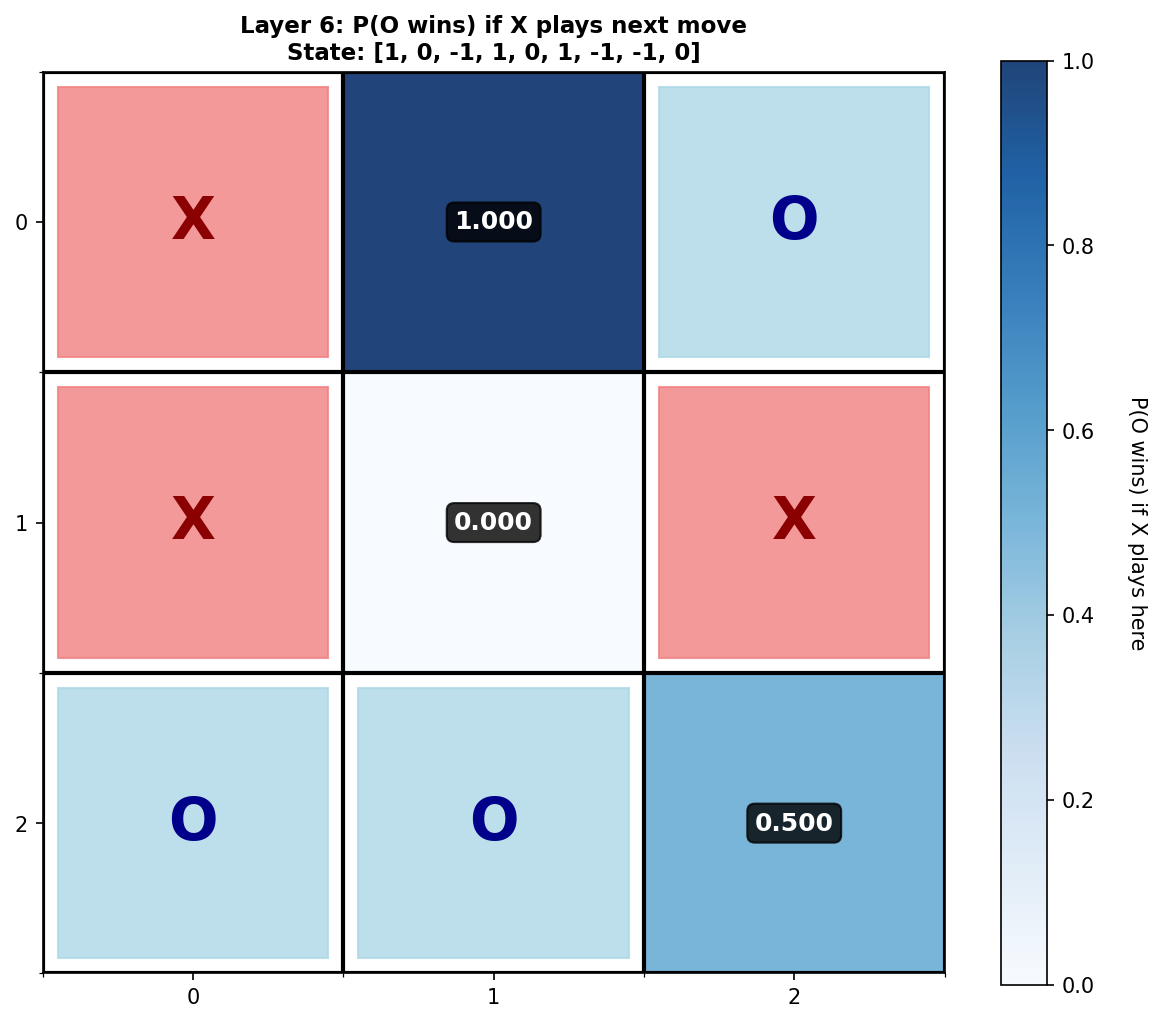 Layer 6: P(O wins) if X plays next move
State: [1, 0, -1, 1, 0, 1, -1, -1, 0]
0
X
1.000
O
1
X
0.000
X
2
O
O
0.500
0
1
2
1.0
0.8
0.6
0.4
0.2
0.0
P(O wins) if X plays here